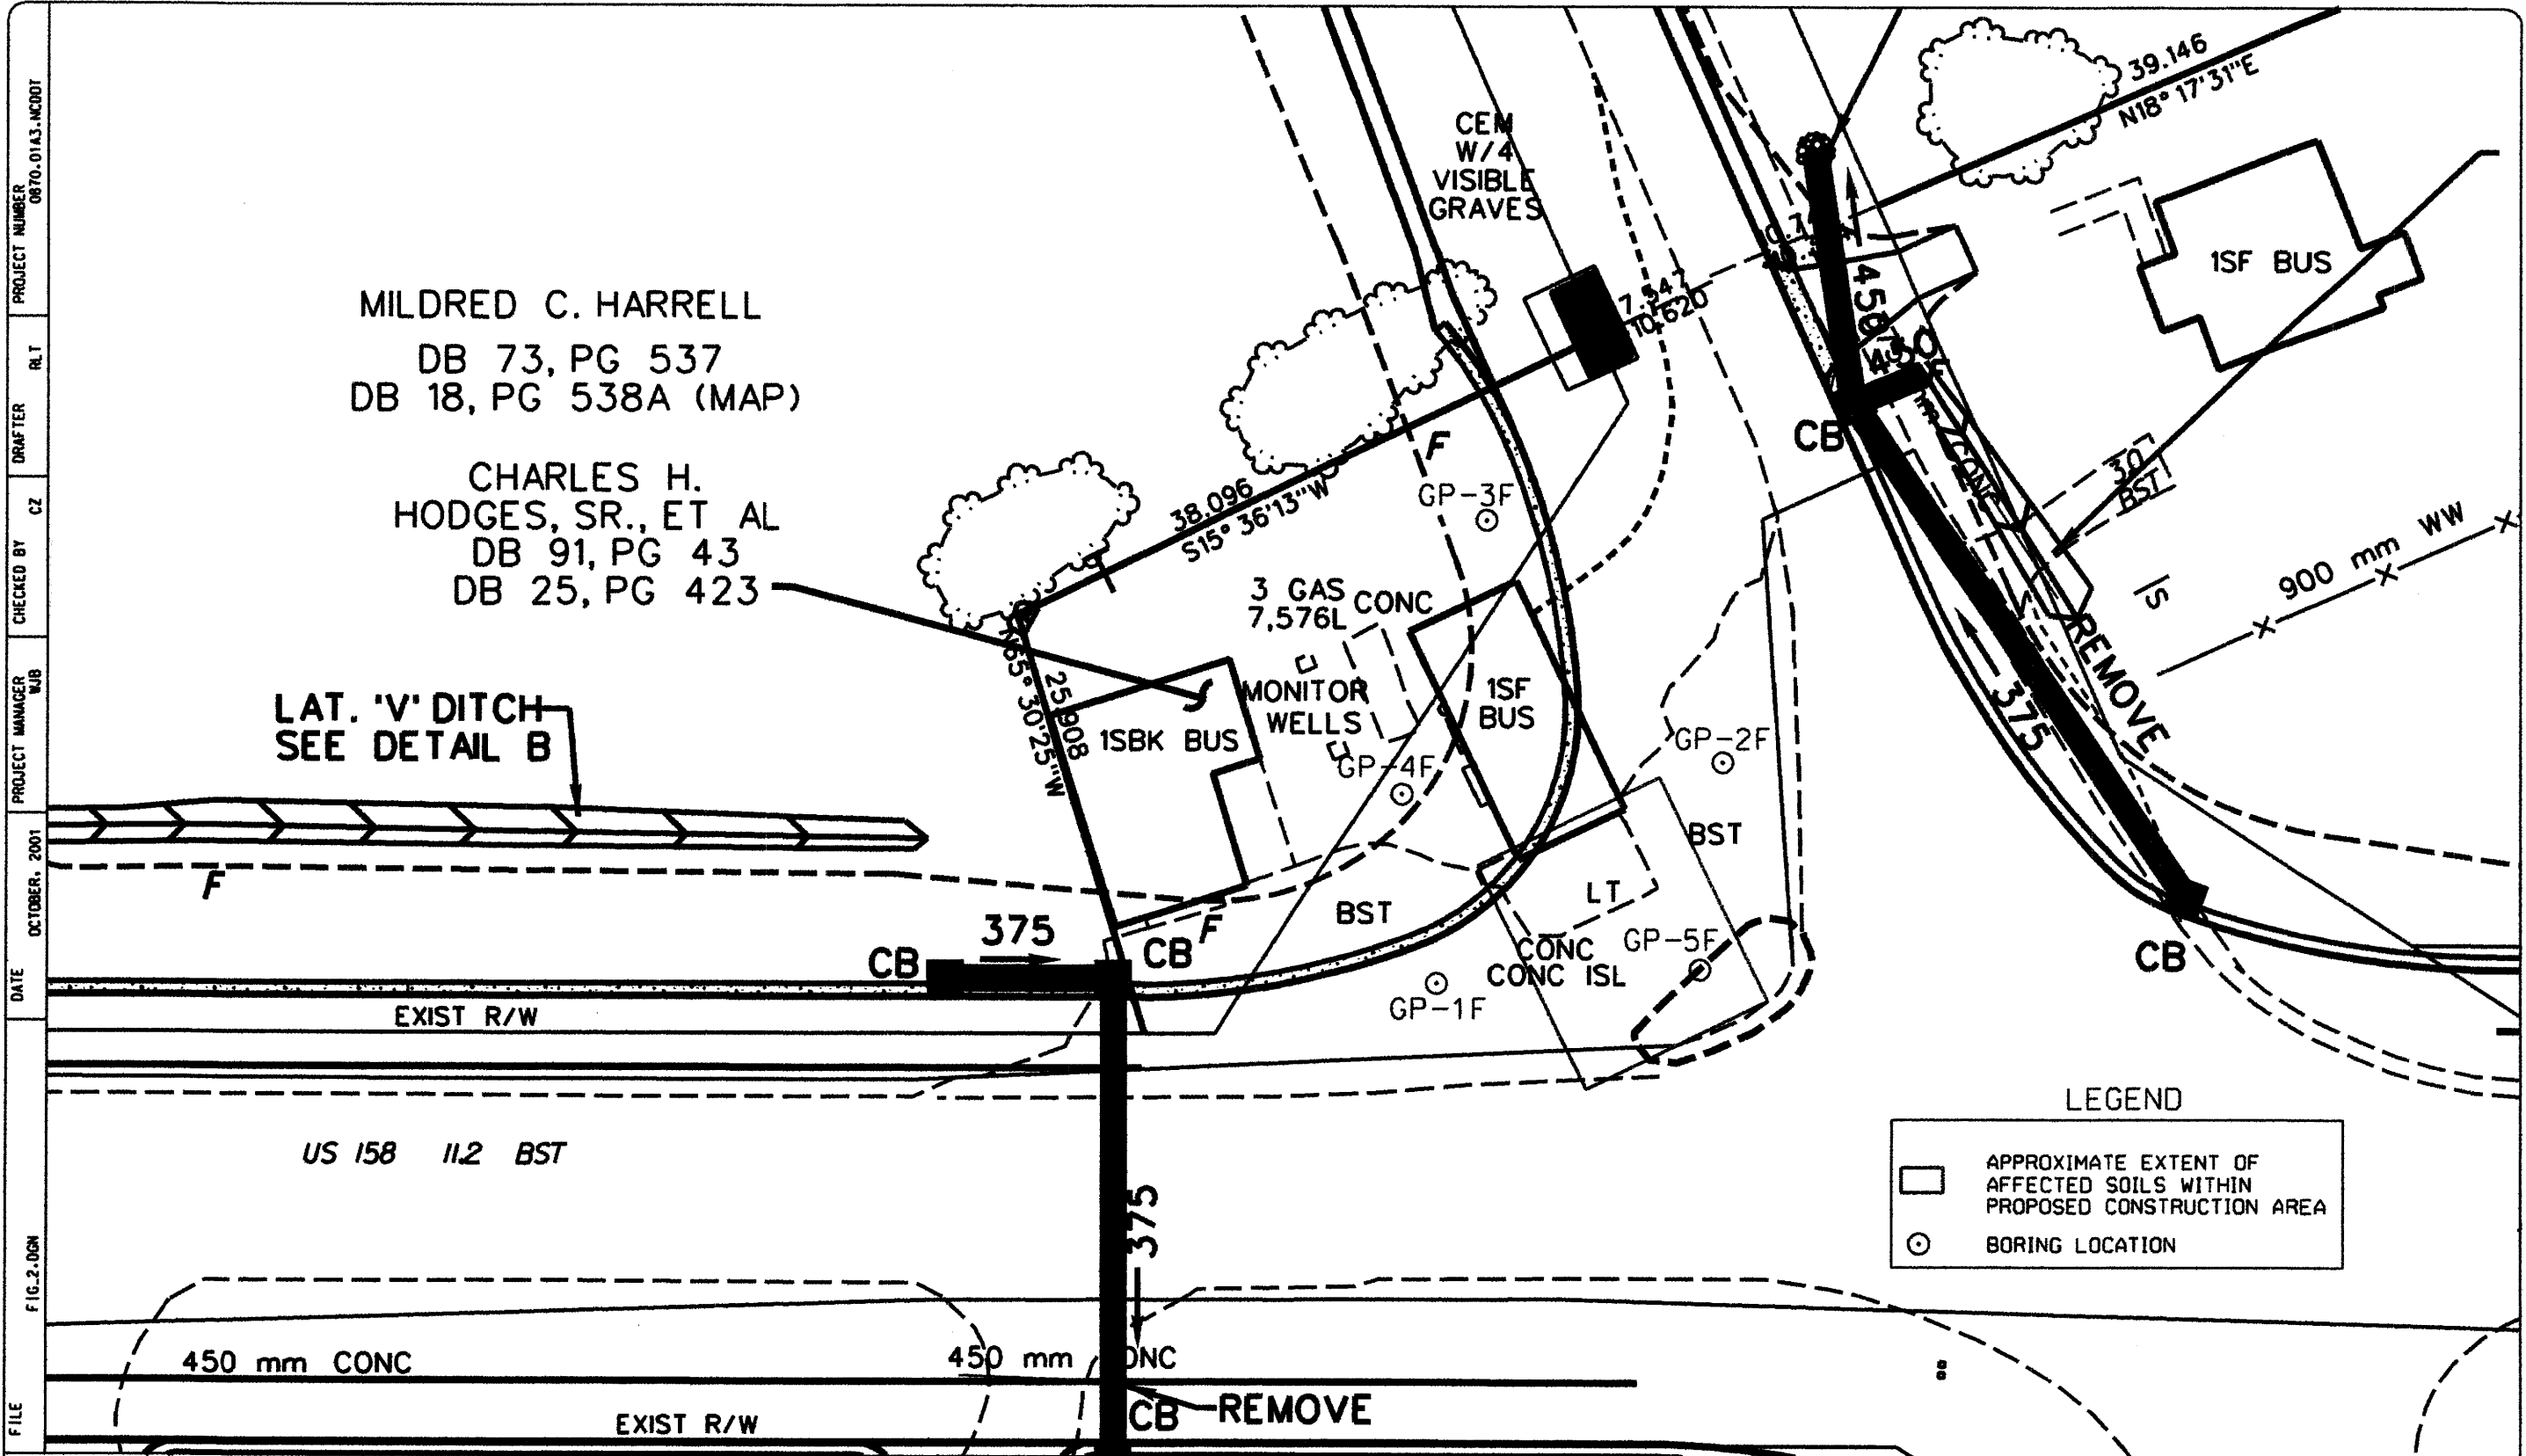 PROJECT NUMBER
0870.01A3.NCDOT
DRAFTER
RLT
CHECKED BY
CZ
PROJECT MANAGER
WJB
DATE
OCTOBER, 2001
FILE
FIG_2.DGN
MILDRED C. HARRELL
DB 73, PG 537
DB 18, PG 538A (MAP)
CHARLES H.
HODGES, SR., ET AL
DB 91, PG 43
DB 25, PG 423
LAT. 'V' DITCH
SEE DETAIL B
F
CEM
W/4
VISIBLE
GRAVES
39.146
N18° 17'31"E
1SF BUS
7.547
10.620
450
CB
30
BST
CONC
900 mm WW
IS
REMOVE
375
CB
38.096
S15° 36'13"W
F
GP-3F
3 GAS
7,576L
CONC
MONITOR
WELLS
1SF
BUS
GP-4F
GP-2F
25.908
N65° 30'25"W
1SBK BUS
BST
LT
BST
CONC
CONC ISL
GP-5F
GP-1F
F
CB
375
CB
EXIST R/W
US 158 11.2 BST
375
450 mm CONC
450 mm
ONC
CB
REMOVE
EXIST R/W
LEGEND
APPROXIMATE EXTENT OF
AFFECTED SOILS WITHIN
PROPOSED CONSTRUCTION AREA
BORING LOCATION